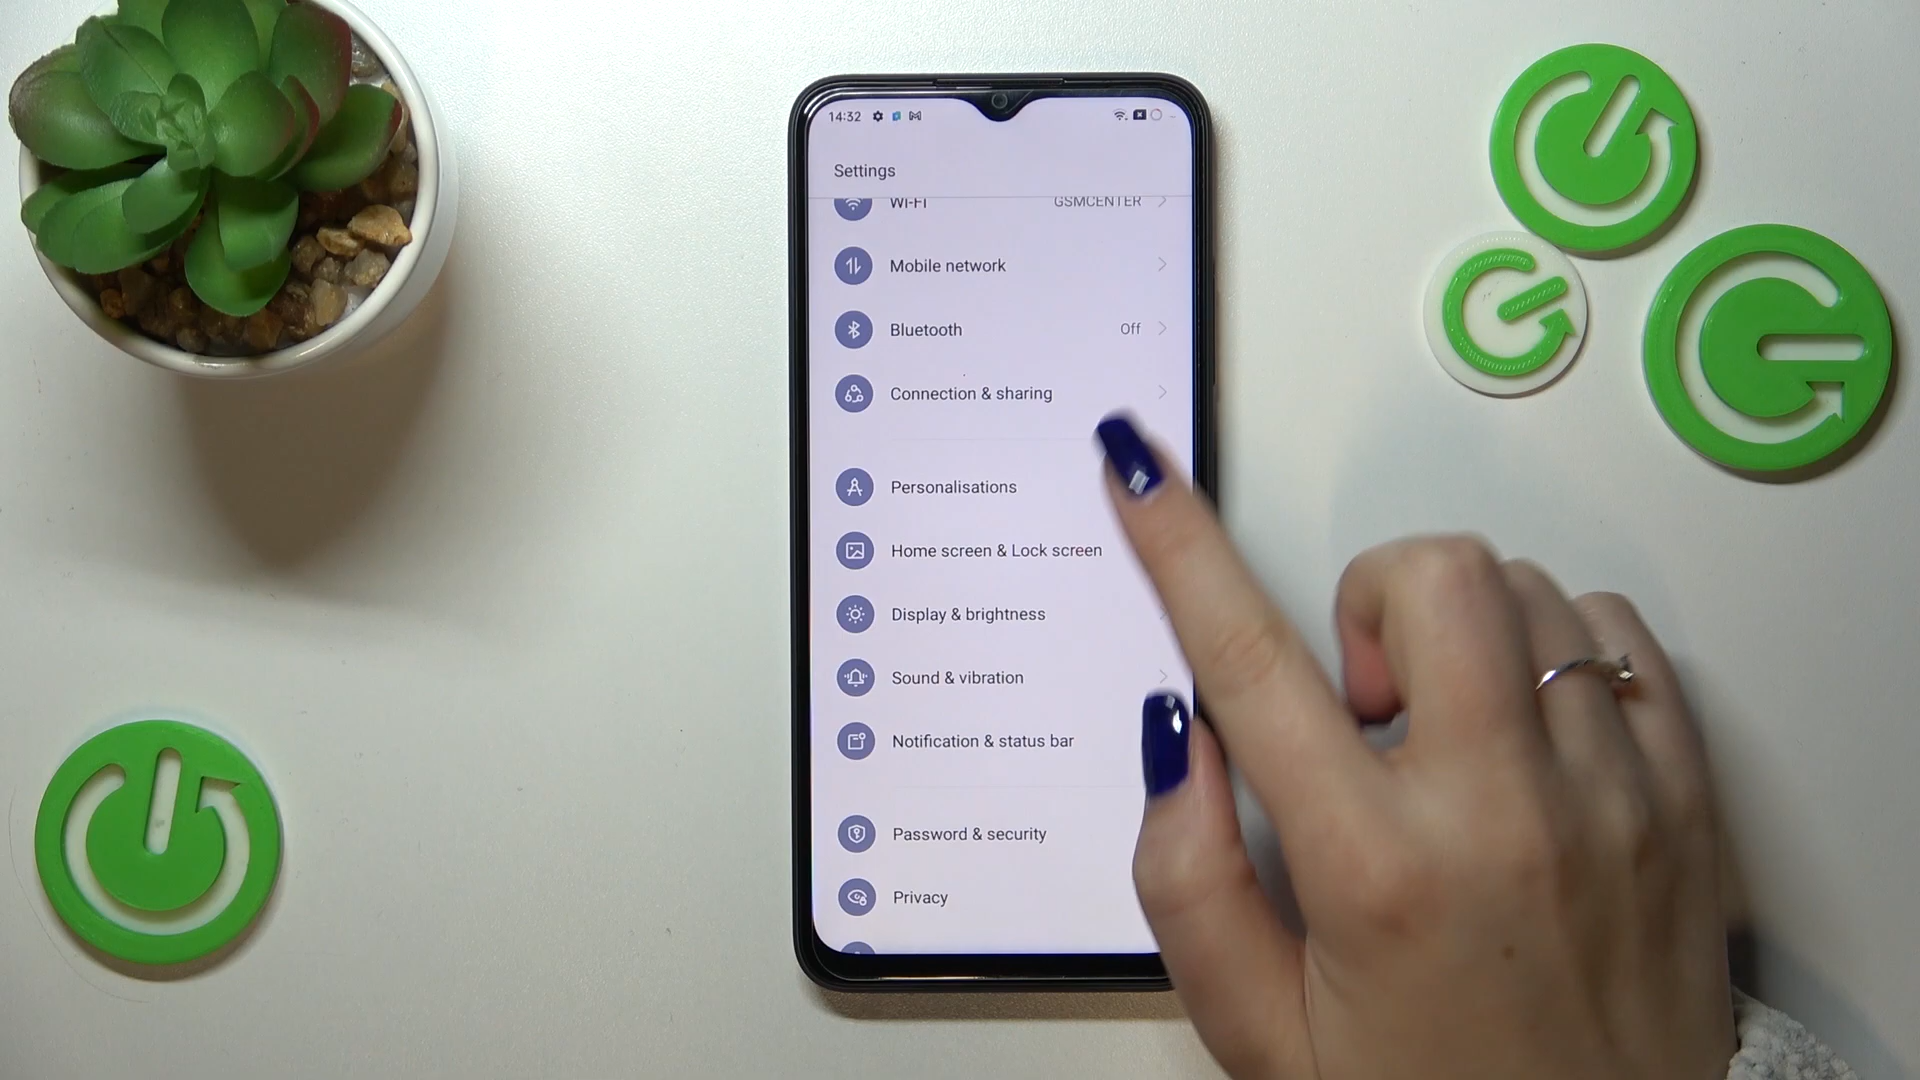 14:32
Settings
Wi-Fi GSMCENTER
Mobile network
Bluetooth Off
Connection & sharing
Personalisations
Home screen & Lock screen
Display & brightness
Sound & vibration
Notification & status bar
Password & security
Privacy